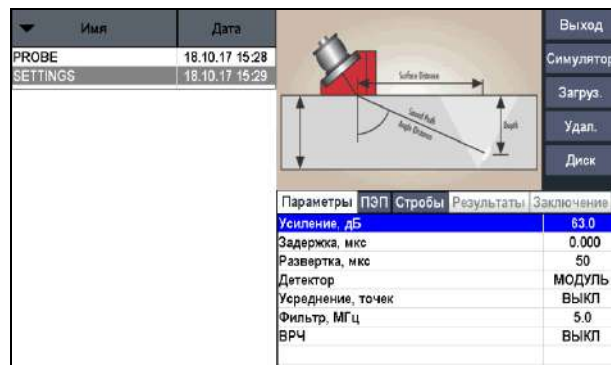 Имя Дата
PROBE 18.10.17 15:28
SETTINGS 18.10.17 15:29
Surface Distance
Sound Path
Angle Distance
Depth
Выход
Симулятор
Загруз.
Удал.
Диск
Параметры ПЭП Стробы Результаты Заключение
Усиление, дБ 63.0
Задержка, мкс 0.000
Развертка, мкс 50
Детектор МОДУЛЬ
Усреднение, точек ВЫКЛ
Фильтр, МГц 5.0
ВРЧ ВЫКЛ